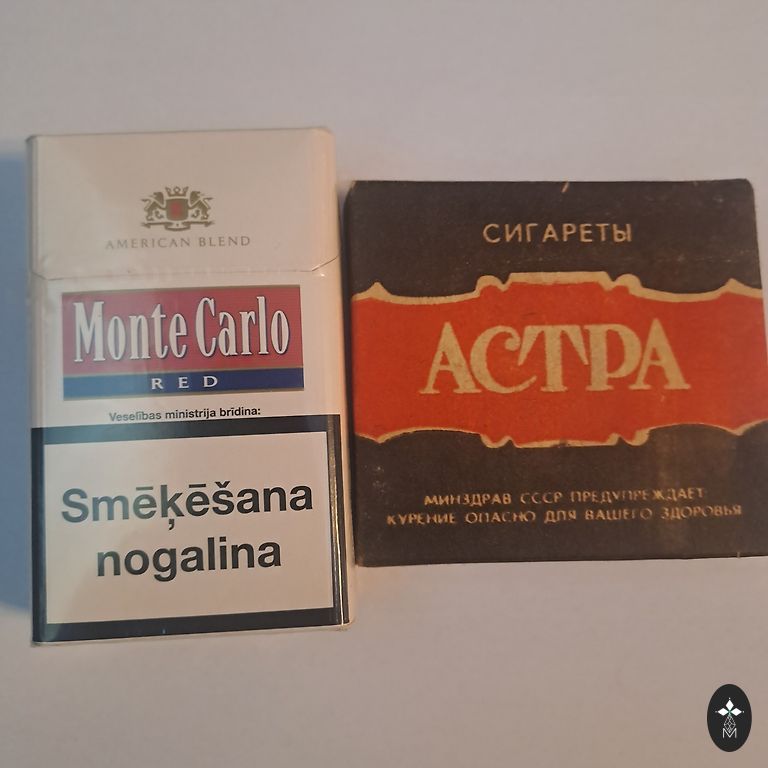 AMERICAN BLEND
Monte Carlo
RED
Veselības ministrija brīdina:
Smēķēšana
nogalina
СИГАРЕТЫ
АСТРА
МИНЗДРАВ СССР ПРЕДУПРЕЖДАЕТ:
КУРЕНИЕ ОПАСНО ДЛЯ ВАШЕГО ЗДОРОВЬЯ
M